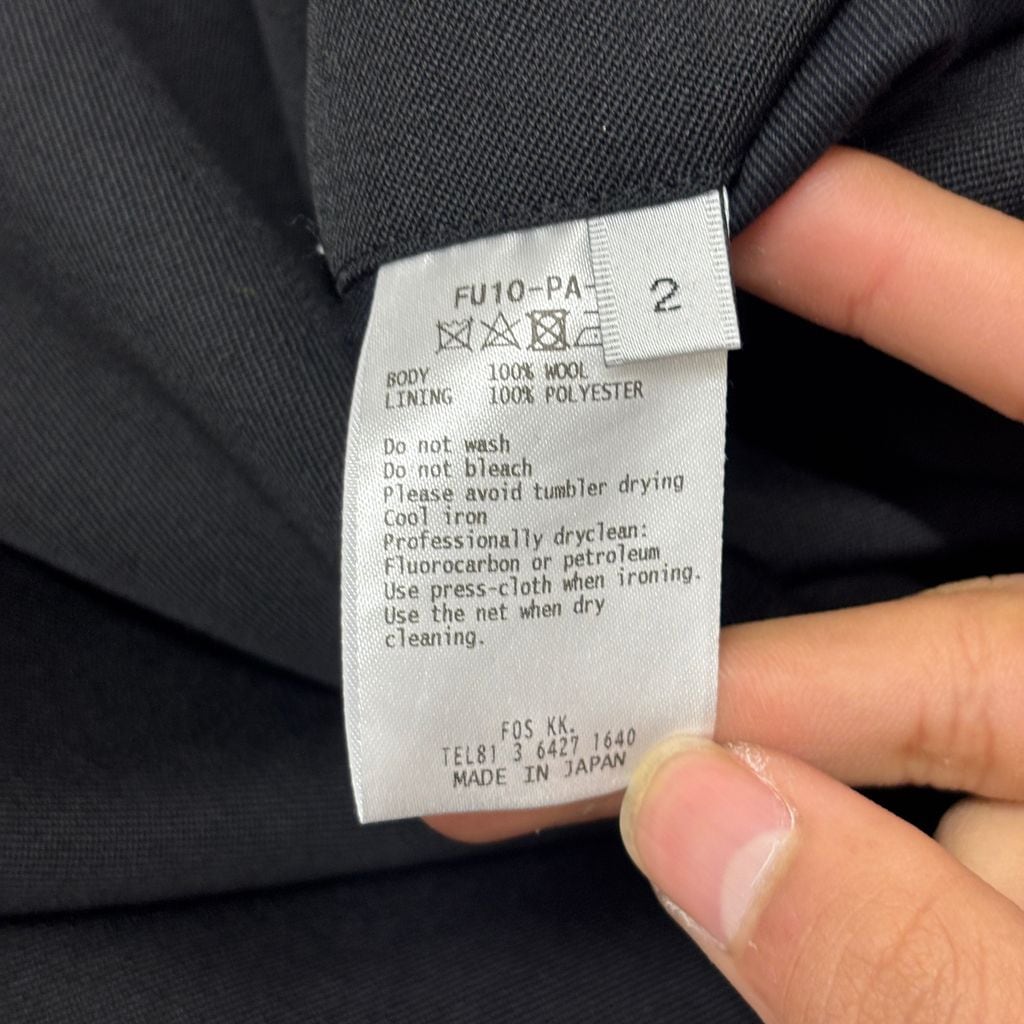 FU10-PA-
2
BODY 100% WOOL
LINING 100% POLYESTER
Do not wash
Do not bleach
Please avoid tumbler drying
Cool iron
Professionally dryclean:
Fluorocarbon or petroleum
Use press-cloth when ironing.
Use the net when dry
cleaning.
FOS KK.
TEL81 3 6427 1640
MADE IN JAPAN